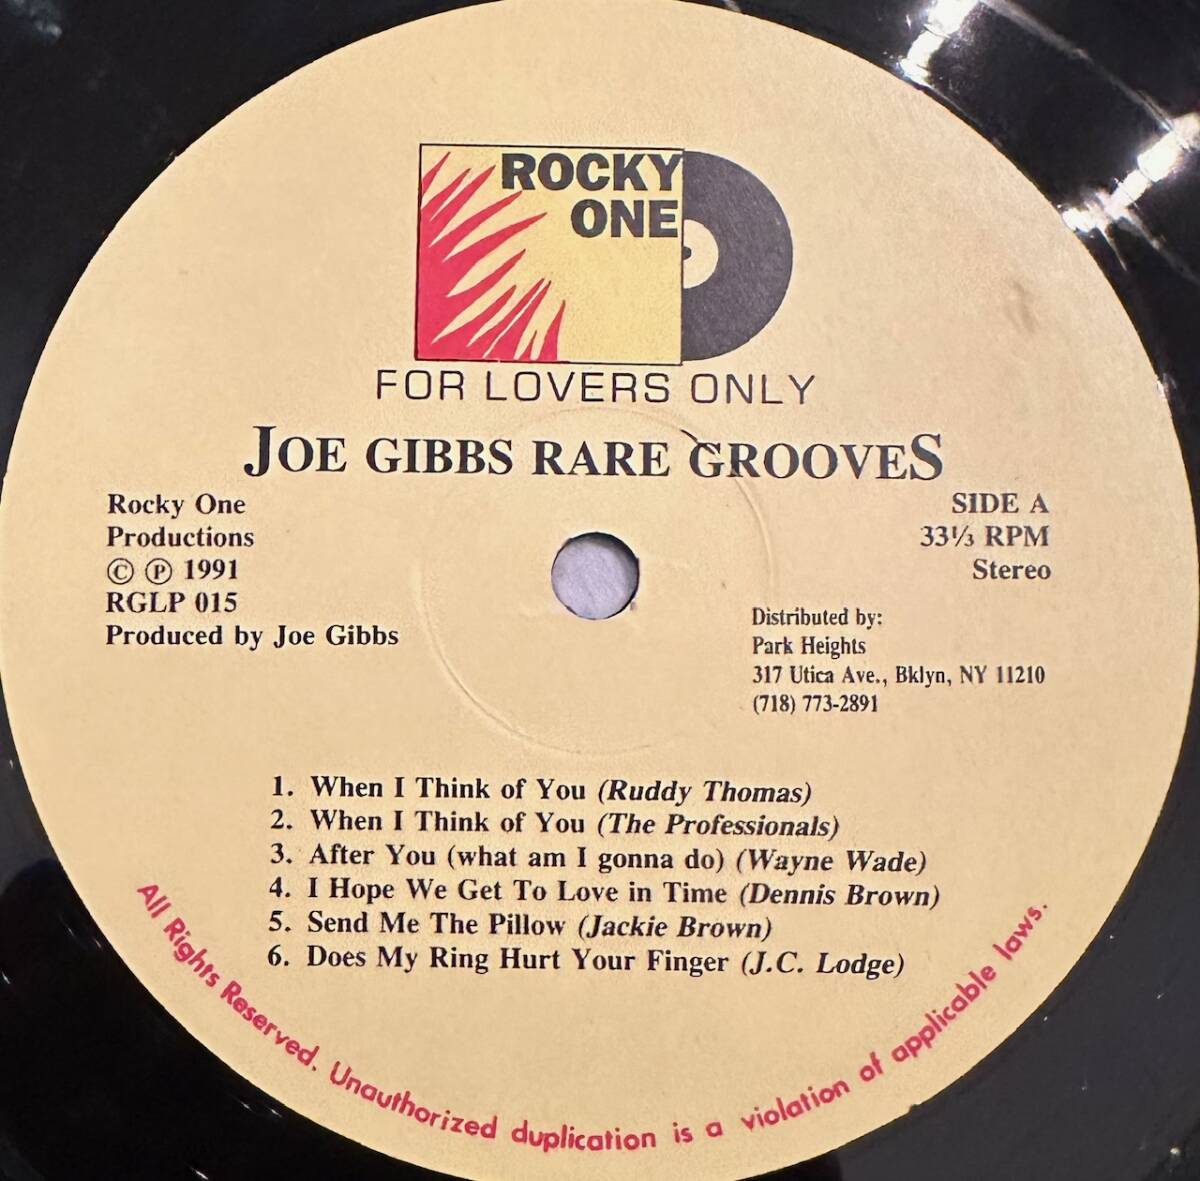 ROCKY
ONE
FOR LOVERS ONLY
JOE GIBBS RARE GROOVES
Rocky One
Productions
© ℗ 1991
RGLP 015
Produced by Joe Gibbs
SIDE A
33⅓ RPM
Stereo
Distributed by:
Park Heights
317 Utica Ave., Bklyn, NY 11210
(718) 773-2891
1. When I Think of You (Ruddy Thomas)
2. When I Think of You (The Professionals)
3. After You (what am I gonna do) (Wayne Wade)
4. I Hope We Get To Love in Time (Dennis Brown)
5. Send Me The Pillow (Jackie Brown)
6. Does My Ring Hurt Your Finger (J.C. Lodge)
All Rights Reserved. Unauthorized duplication is a violation of applicable laws.